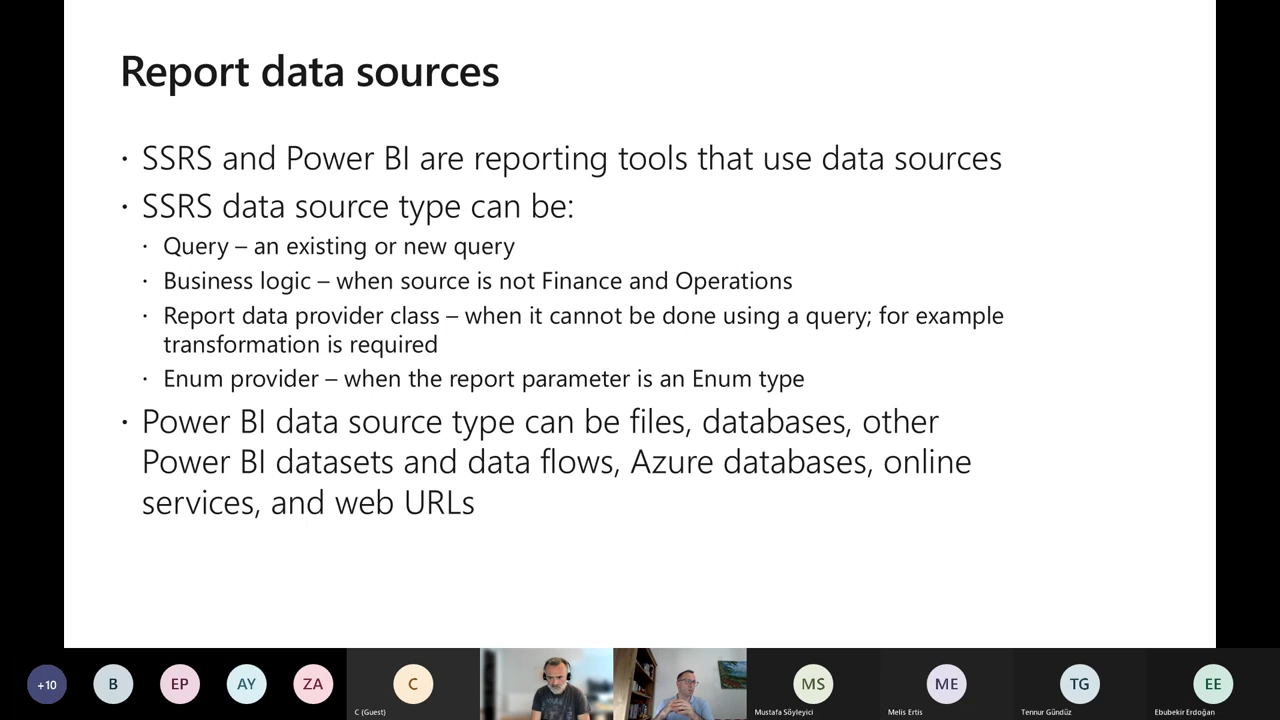 Report data sources
· SSRS and Power BI are reporting tools that use data sources
· SSRS data source type can be:
· Query – an existing or new query
· Business logic – when source is not Finance and Operations
· Report data provider class – when it cannot be done using a query; for example
transformation is required
· Enum provider – when the report parameter is an Enum type
· Power BI data source type can be files, databases, other
Power BI datasets and data flows, Azure databases, online
services, and web URLs
+10 B EP AY ZA C MS ME TG EE
C (Guest) Mustafa Söyleyici Melis Ertis Tennur Gündüz Ebubekir Erdoğan